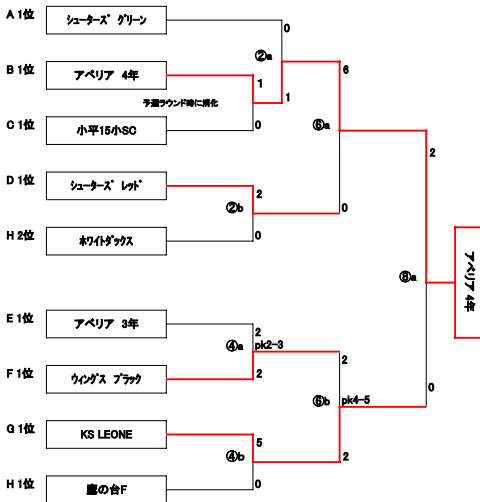 A 1位 シューターズ グリーン
0
②a
6
B 1位 アペリア 4年
1
予選ラウンド時に消化
1
⑥a
C 1位 小平15小SC
0
2
D 1位 シューターズ レッド
2
②b
0
H 2位 ホワイトダックス
0
⑧a
アペリア 4年
E 1位 アペリア 3年
2
④a pk2-3
2
F 1位 ウィングス ブラック
2
0
⑥b pk4-5
G 1位 KS LEONE
5
④b
2
H 1位 鷹の台F
0